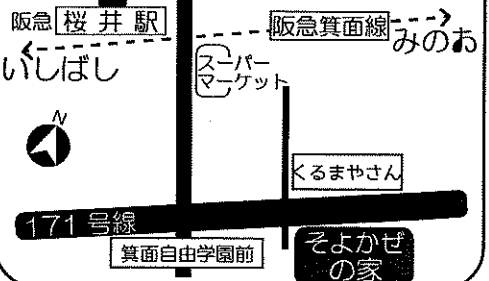 阪急 桜井駅
阪急箕面線
みのお
いしばし
スーパー
マーケット
N
くるまやさん
171号線
箕面自由学園前
そよかぜ
の家